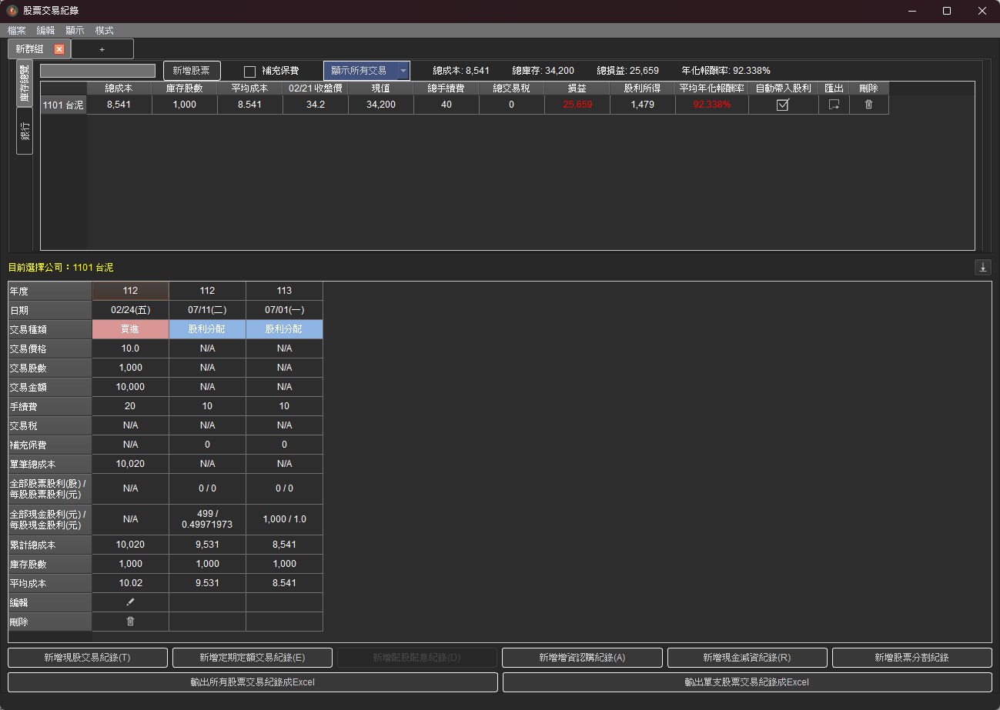 股票交易紀錄
檔案 編輯 顯示 模式
新群組 +
庫存總覽
銀行
新增股票 補充保費 顯示所有交易 總成本: 8,541 總庫存: 34,200 總損益: 25,659 年化報酬率: 92.338%
總成本 庫存股數 平均成本 02/21 收盤價 現值 總手續費 總交易稅 損益 股利所得 平均年化報酬率 自動帶入股利 匯出 刪除
1101 台泥 8,541 1,000 8.541 34.2 34,200 40 0 25,659 1,479 92.338%
目前選擇公司：1101 台泥
年度 112 112 113
日期 02/24(五) 07/11(二) 07/01(一)
交易種類 買進 股利分配 股利分配
交易價格 10.0 N/A N/A
交易股數 1,000 N/A N/A
交易金額 10,000 N/A N/A
手續費 20 10 10
交易稅 N/A N/A N/A
補充保費 N/A 0 0
單筆總成本 10,020 N/A N/A
全部股票股利(股) /
每股股票股利(元) N/A 0 / 0 0 / 0
全部現金股利(元) / 499 /
每股現金股利(元) N/A 0.49971973 1,000 / 1.0
累計總成本 10,020 9,531 8,541
庫存股數 1,000 1,000 1,000
平均成本 10.02 9.531 8.541
編輯
刪除
新增現股交易紀錄(T) 新增定期定額交易紀錄(E) 新增配股配息紀錄(D) 新增增資認購紀錄(A) 新增現金減資紀錄(R) 新增股票分割紀錄
輸出所有股票交易紀錄成Excel 輸出單支股票交易紀錄成Excel